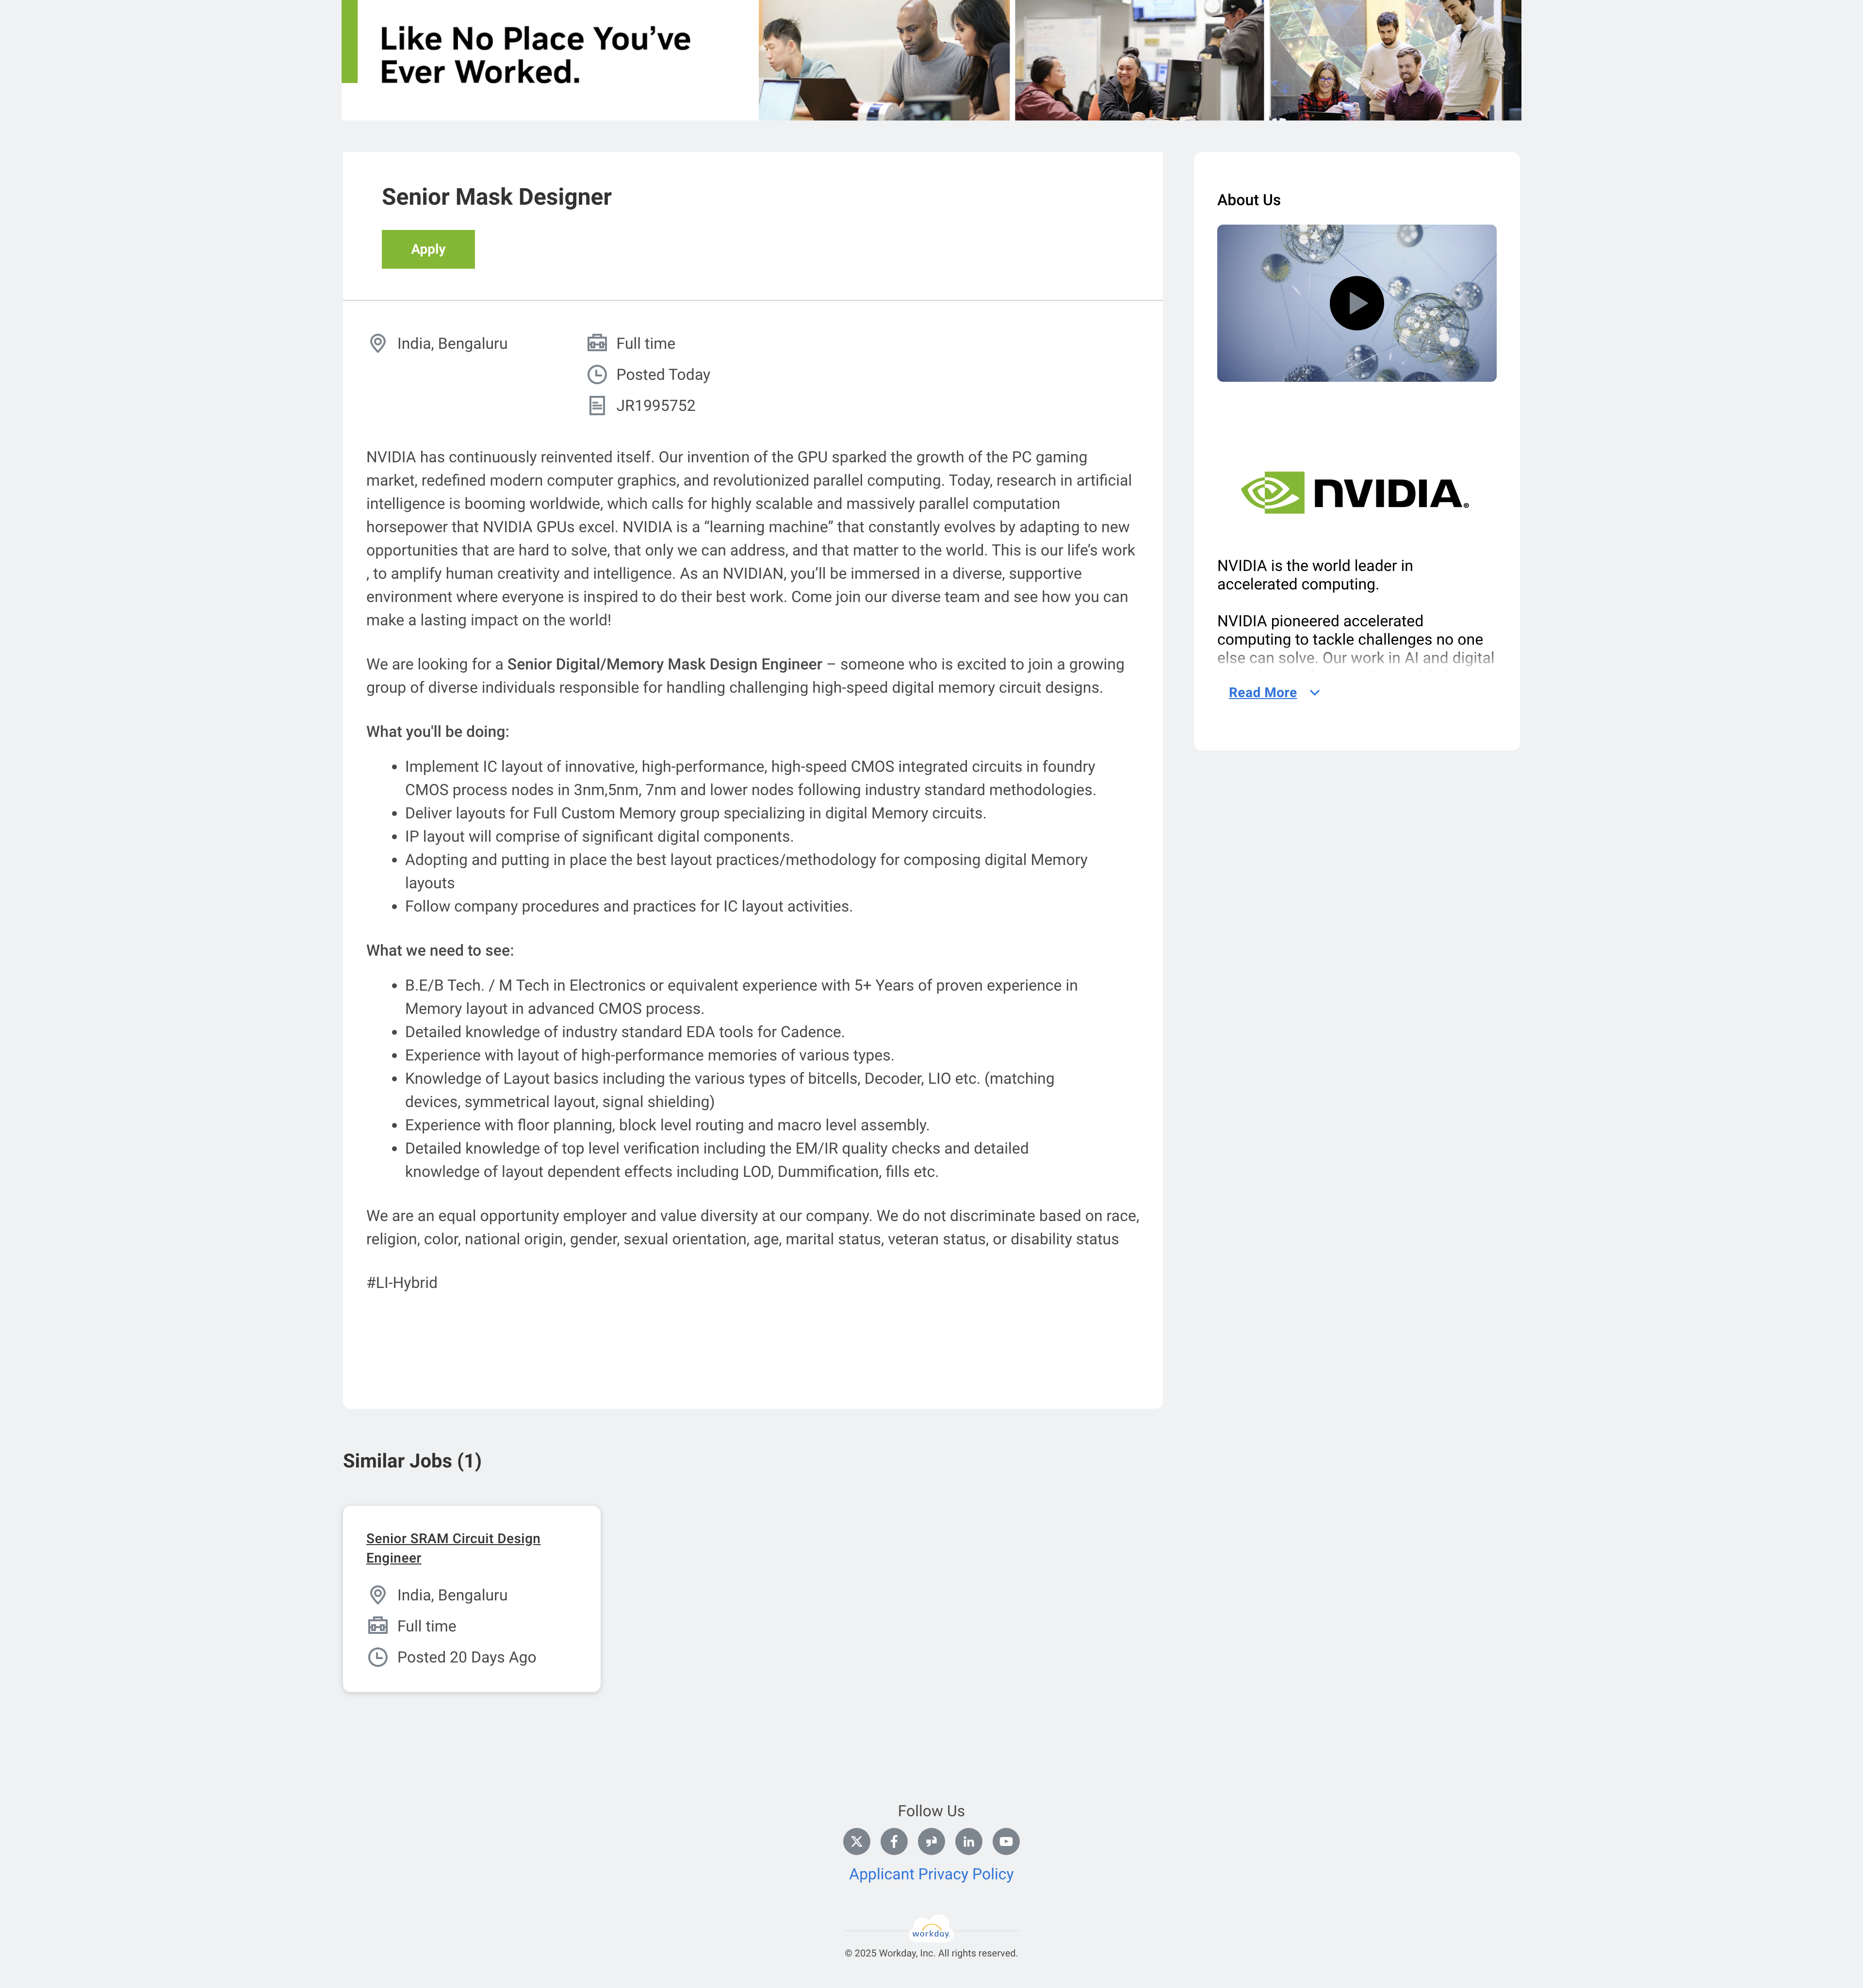 Like No Place You’ve
Ever Worked.
Senior Mask Designer
Apply
India, Bengaluru
Full time
Posted Today
JR1995752
NVIDIA has continuously reinvented itself. Our invention of the GPU sparked the growth of the PC gaming
market, redefined modern computer graphics, and revolutionized parallel computing. Today, research in artificial
intelligence is booming worldwide, which calls for highly scalable and massively parallel computation
horsepower that NVIDIA GPUs excel. NVIDIA is a “learning machine” that constantly evolves by adapting to new
opportunities that are hard to solve, that only we can address, and that matter to the world. This is our life’s work
, to amplify human creativity and intelligence. As an NVIDIAN, you’ll be immersed in a diverse, supportive
environment where everyone is inspired to do their best work. Come join our diverse team and see how you can
make a lasting impact on the world!
We are looking for a Senior Digital/Memory Mask Design Engineer – someone who is excited to join a growing
group of diverse individuals responsible for handling challenging high-speed digital memory circuit designs.
What you'll be doing:
• Implement IC layout of innovative, high-performance, high-speed CMOS integrated circuits in foundry
CMOS process nodes in 3nm,5nm, 7nm and lower nodes following industry standard methodologies.
• Deliver layouts for Full Custom Memory group specializing in digital Memory circuits.
• IP layout will comprise of significant digital components.
• Adopting and putting in place the best layout practices/methodology for composing digital Memory
layouts
• Follow company procedures and practices for IC layout activities.
What we need to see:
• B.E/B Tech. / M Tech in Electronics or equivalent experience with 5+ Years of proven experience in
Memory layout in advanced CMOS process.
• Detailed knowledge of industry standard EDA tools for Cadence.
• Experience with layout of high-performance memories of various types.
• Knowledge of Layout basics including the various types of bitcells, Decoder, LIO etc. (matching
devices, symmetrical layout, signal shielding)
• Experience with floor planning, block level routing and macro level assembly.
• Detailed knowledge of top level verification including the EM/IR quality checks and detailed
knowledge of layout dependent effects including LOD, Dummification, fills etc.
We are an equal opportunity employer and value diversity at our company. We do not discriminate based on race,
religion, color, national origin, gender, sexual orientation, age, marital status, veteran status, or disability status
#LI-Hybrid
About Us
NVIDIA®
NVIDIA is the world leader in
accelerated computing.
NVIDIA pioneered accelerated
computing to tackle challenges no one
else can solve. Our work in AI and digital
Read More
Similar Jobs (1)
Senior SRAM Circuit Design
Engineer
India, Bengaluru
Full time
Posted 20 Days Ago
Follow Us
Applicant Privacy Policy
workday.
© 2025 Workday, Inc. All rights reserved.